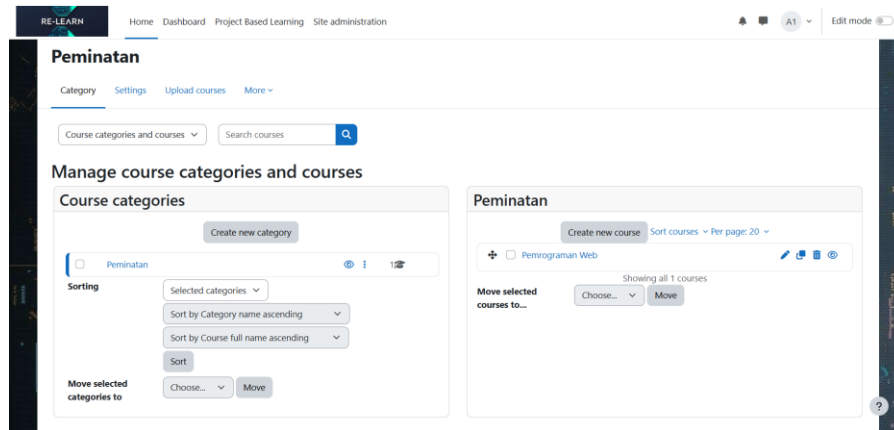 RE-LEARN
Home Dashboard Project Based Learning Site administration
A1 Edit mode
Peminatan
Category Settings Upload courses More
Course categories and courses Search courses
Manage course categories and courses
Course categories
Create new category
Peminatan 1
Sorting Selected categories
Sort by Category name ascending
Sort by Course full name ascending
Sort
Move selected categories to Choose... Move
Peminatan
Create new course Sort courses Per page: 20
Pemrograman Web
Showing all 1 courses
Move selected courses to... Choose... Move
?